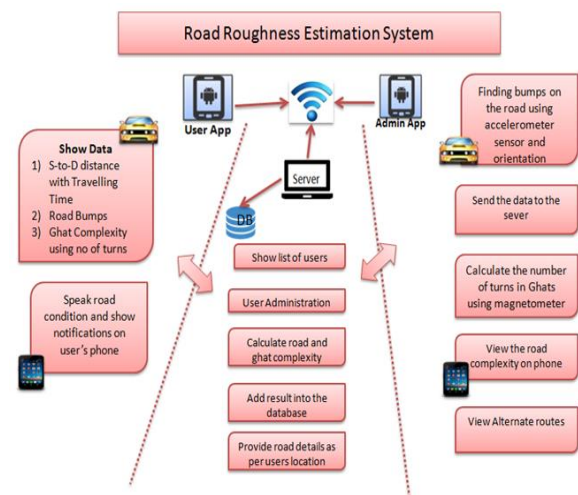 Road Roughness Estimation System
User App
Admin App
Server
DB
Show Data
1) S-to-D distance
with Travelling
Time
2) Road Bumps
3) Ghat Complexity
using no of turns
Speak road
condition and show
notifications on
user's phone
Show list of users
User Administration
Calculate road and
ghat complexity
Add result into the
database
Provide road details as
per users location
Finding bumps on
the road using
accelerometer
sensor and
orientation
Send the data to the
sever
Calculate the number
of turns in Ghats
using magnetometer
View the road
complexity on phone
View Alternate routes